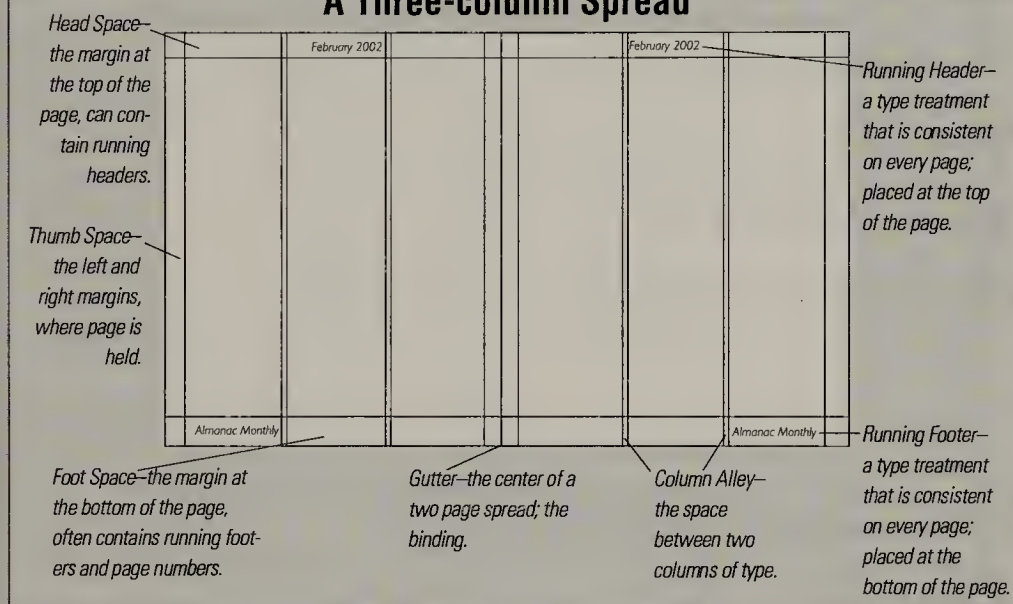 A Three-column Spread
Head Space–
the margin at
the top of the
page, can con-
tain running
headers.
February 2002
February 2002
Running Header–
a type treatment
that is consistent
on every page;
placed at the top
of the page.
Thumb Space–
the left and
right margins,
where page is
held.
Almanac Monthly
Almanac Monthly
Foot Space–the margin at
the bottom of the page,
often contains running foot-
ers and page numbers.
Gutter–the center of a
two page spread; the
binding.
Column Alley–
the space
between two
columns of type.
Running Footer–
a type treatment
that is consistent
on every page;
placed at the
bottom of the page.